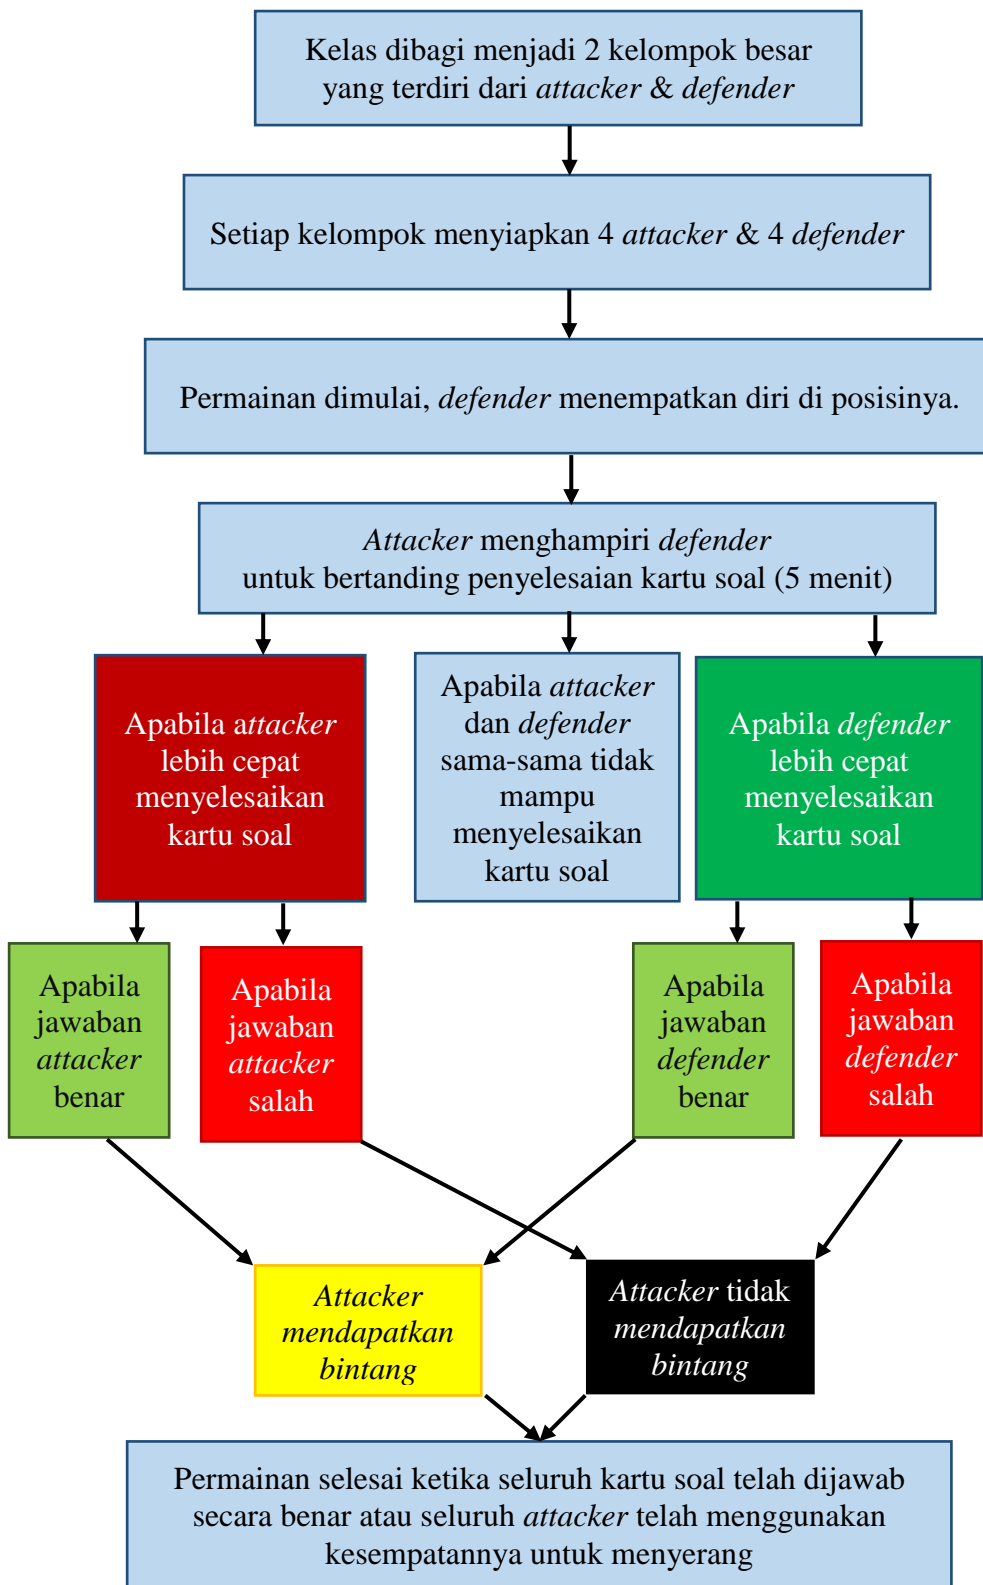 Kelas dibagi menjadi 2 kelompok besar
yang terdiri dari attacker & defender
Setiap kelompok menyiapkan 4 attacker & 4 defender
Permainan dimulai, defender menempatkan diri di posisinya.
Attacker menghampiri defender
untuk bertanding penyelesaian kartu soal (5 menit)
Apabila attacker
lebih cepat
menyelesaikan
kartu soal
Apabila attacker
dan defender
sama-sama tidak
mampu
menyelesaikan
kartu soal
Apabila defender
lebih cepat
menyelesaikan
kartu soal
Apabila
jawaban
attacker
benar
Apabila
jawaban
attacker
salah
Apabila
jawaban
defender
benar
Apabila
jawaban
defender
salah
Attacker
mendapatkan
bintang
Attacker tidak
mendapatkan
bintang
Permainan selesai ketika seluruh kartu soal telah dijawab
secara benar atau seluruh attacker telah menggunakan
kesempatannya untuk menyerang